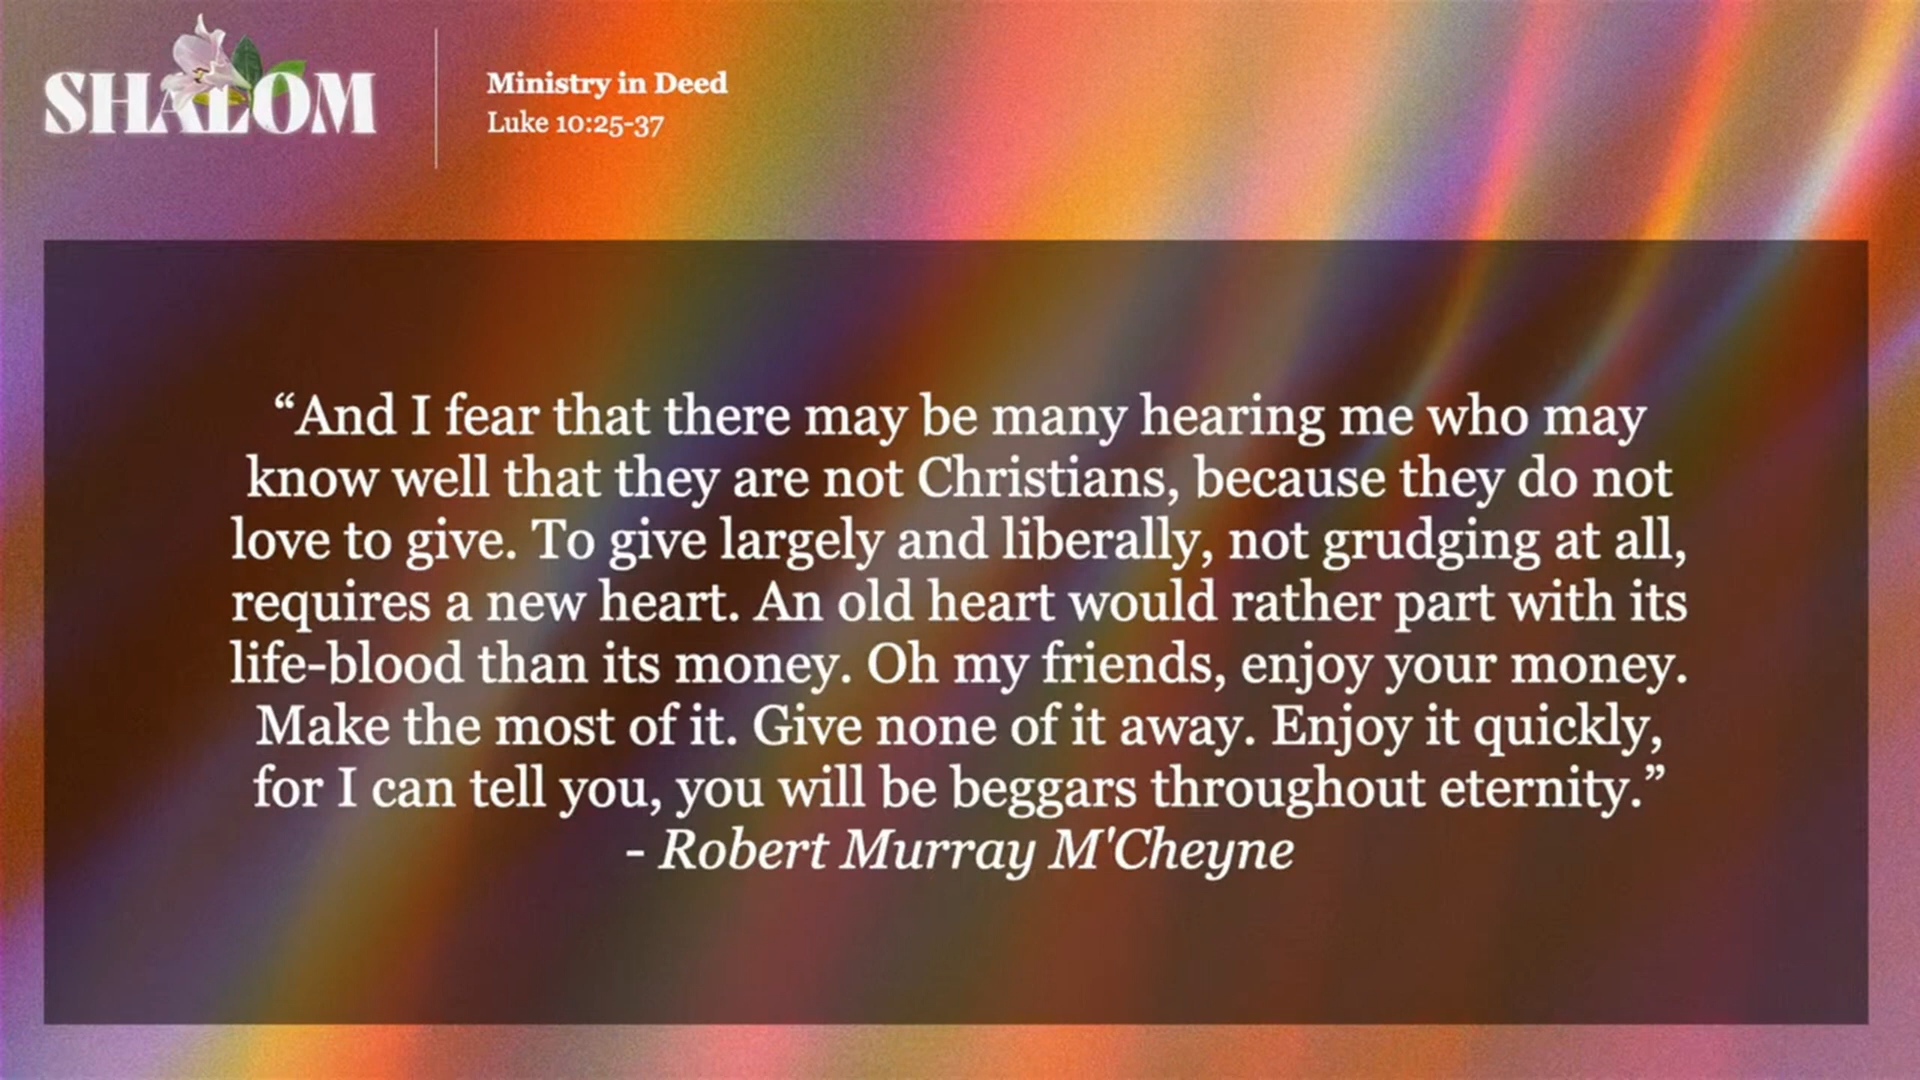 SHALOM
Ministry in Deed
Luke 10:25-37
“And I fear that there may be many hearing me who may
know well that they are not Christians, because they do not
love to give. To give largely and liberally, not grudging at all,
requires a new heart. An old heart would rather part with its
life-blood than its money. Oh my friends, enjoy your money.
Make the most of it. Give none of it away. Enjoy it quickly,
for I can tell you, you will be beggars throughout eternity.”
- Robert Murray M'Cheyne